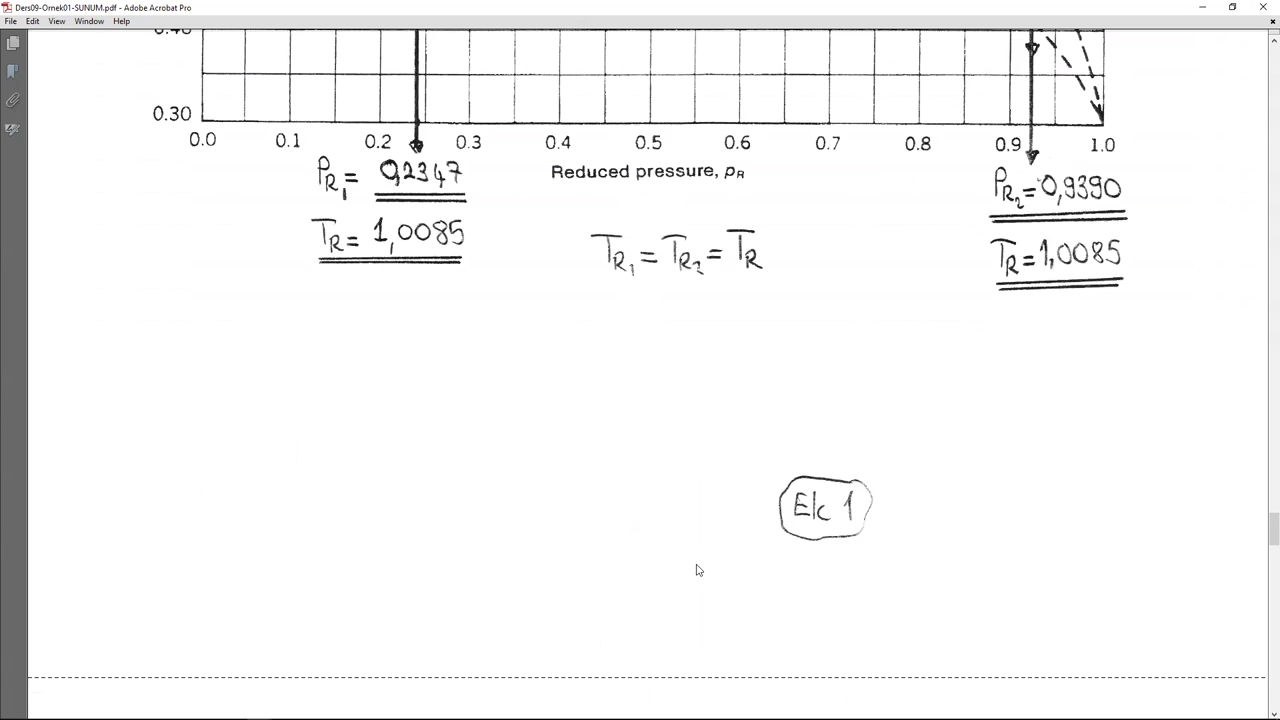 Ders09-Ornek01-SUNUM.pdf - Adobe Acrobat Pro
File Edit View Window Help
0.30
0.0 0.1 0.2 0.3 0.4 0.5 0.6 0.7 0.8 0.9 1.0
Reduced pressure, pR
PR1 = 0,2347
TR = 1,0085
TR1 = TR2 = TR
PR2 = 0,9390
TR = 1,0085
Ek 1